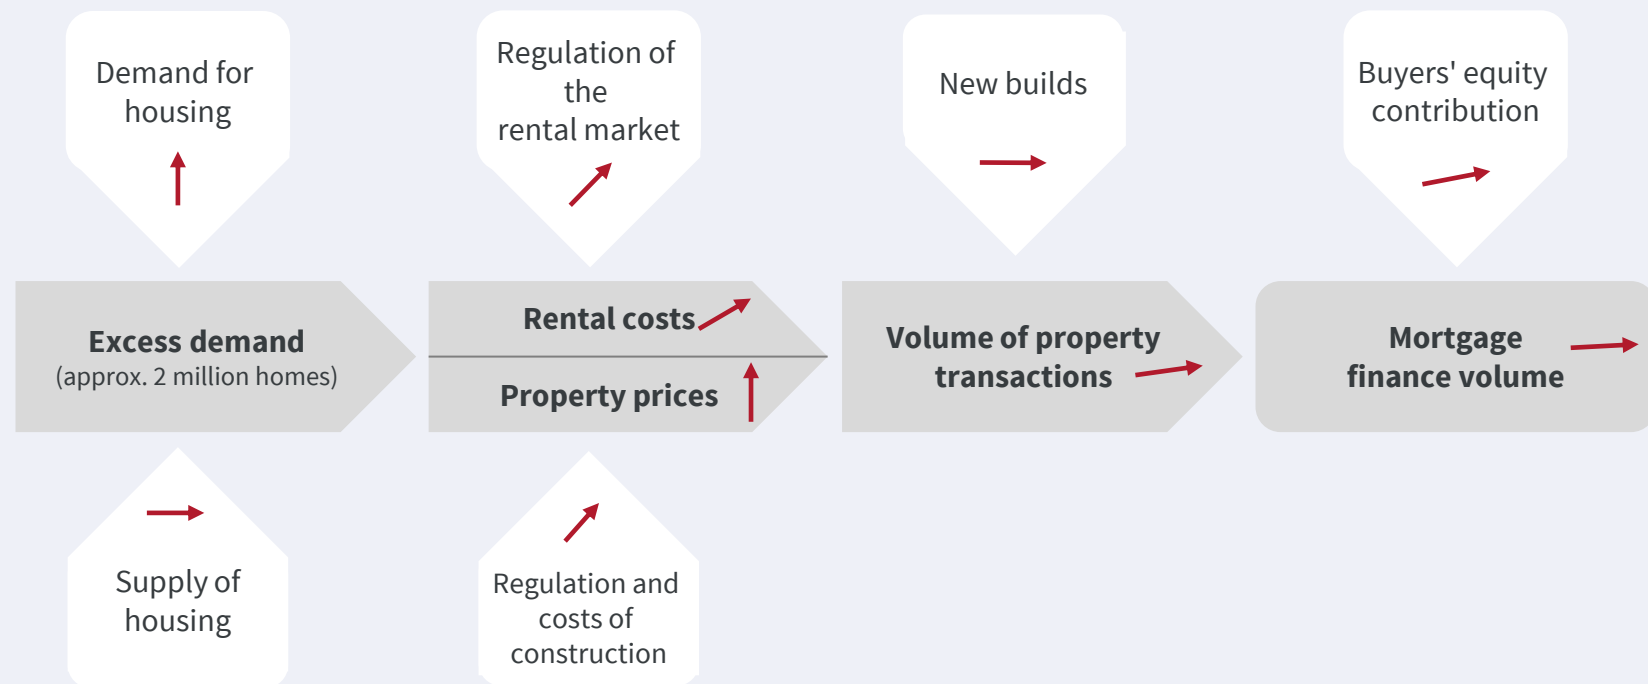 Demand for
housing
Regulation of
the
rental market
New builds
Buyers' equity
contribution
Excess demand
(approx. 2 million homes)
Rental costs
Property prices
Volume of property
transactions
Mortgage
finance volume
Supply of
housing
Regulation and
costs of
construction